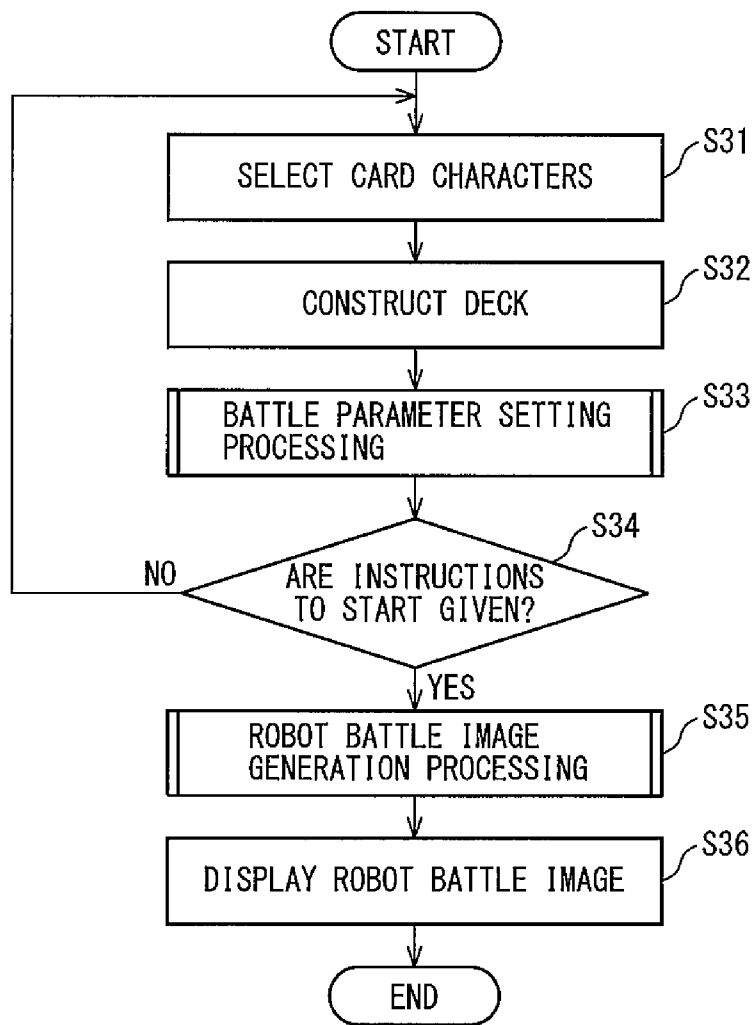 START
S31
SELECT CARD CHARACTERS
S32
CONSTRUCT DECK
S33
BATTLE PARAMETER SETTING
PROCESSING
S34
NO
ARE INSTRUCTIONS
TO START GIVEN?
YES
S35
ROBOT BATTLE IMAGE
GENERATION PROCESSING
S36
DISPLAY ROBOT BATTLE IMAGE
END